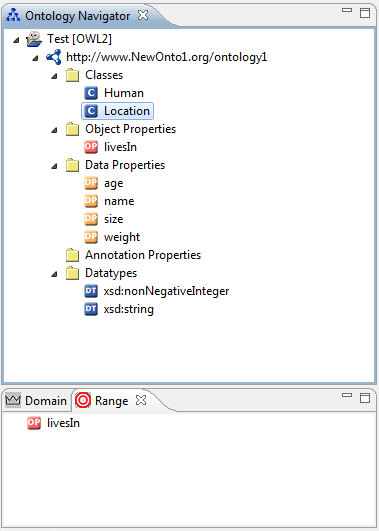 Ontology Navigator
Test [OWL2]
http://www.NewOnto1.org/ontology1
Classes
C Human
C Location
Object Properties
OP livesIn
Data Properties
DP age
DP name
DP size
DP weight
Annotation Properties
Datatypes
DT xsd:nonNegativeInteger
DT xsd:string
Domain Range
OP livesIn